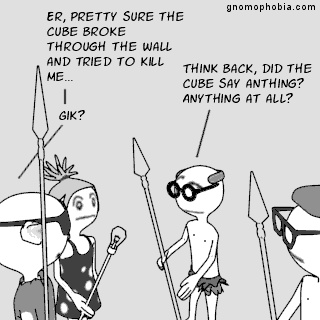 gnomophobia.com
ER, PRETTY SURE THE
CUBE BROKE
THROUGH THE WALL
AND TRIED TO KILL
ME...
GIK?
THINK BACK, DID THE
CUBE SAY ANTHING?
ANYTHING AT ALL?